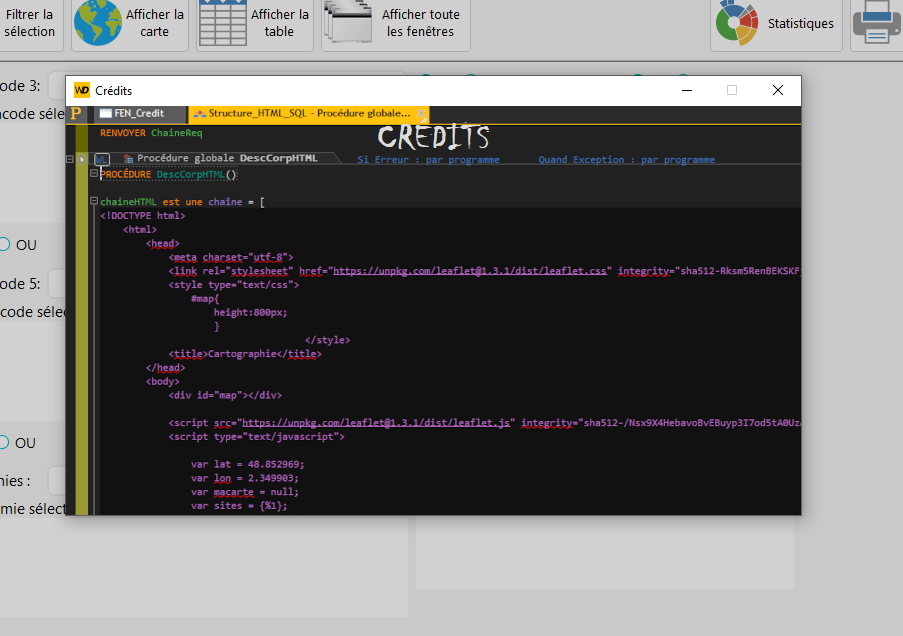 Filtrer la
sélection
Afficher la
carte
Afficher la
table
Afficher toute
les fenêtres
Statistiques
ode 3:
code séle
OU
ode 5:
code sélec
OU
mies :
mie sélect
WD Crédits
P FEN_Credit Structure_HTML_SQL - Procédure globale...
CREDITS
RENVOYER ChaineReq
WL Procédure globale DescCorpHTML Si Erreur : par programme Quand Exception : par programme
PROCÉDURE DescCorpHTML()
chaineHTML est une chaîne = [
<!DOCTYPE html>
<html>
<head>
<meta charset="utf-8">
<link rel="stylesheet" href="https://unpkg.com/leaflet@1.3.1/dist/leaflet.css" integrity="sha512-Rksm5RenBEKSKF
<style type="text/css">
#map{
height:800px;
}
</style>
<title>Cartographie</title>
</head>
<body>
<div id="map"></div>
<script src="https://unpkg.com/leaflet@1.3.1/dist/leaflet.js" integrity="sha512-/Nsx9X4HebavoBvEBuyp3I7od5tA0Uz
<script type="text/javascript">
var lat = 48.852969;
var lon = 2.349903;
var macarte = null;
var sites = {%1};